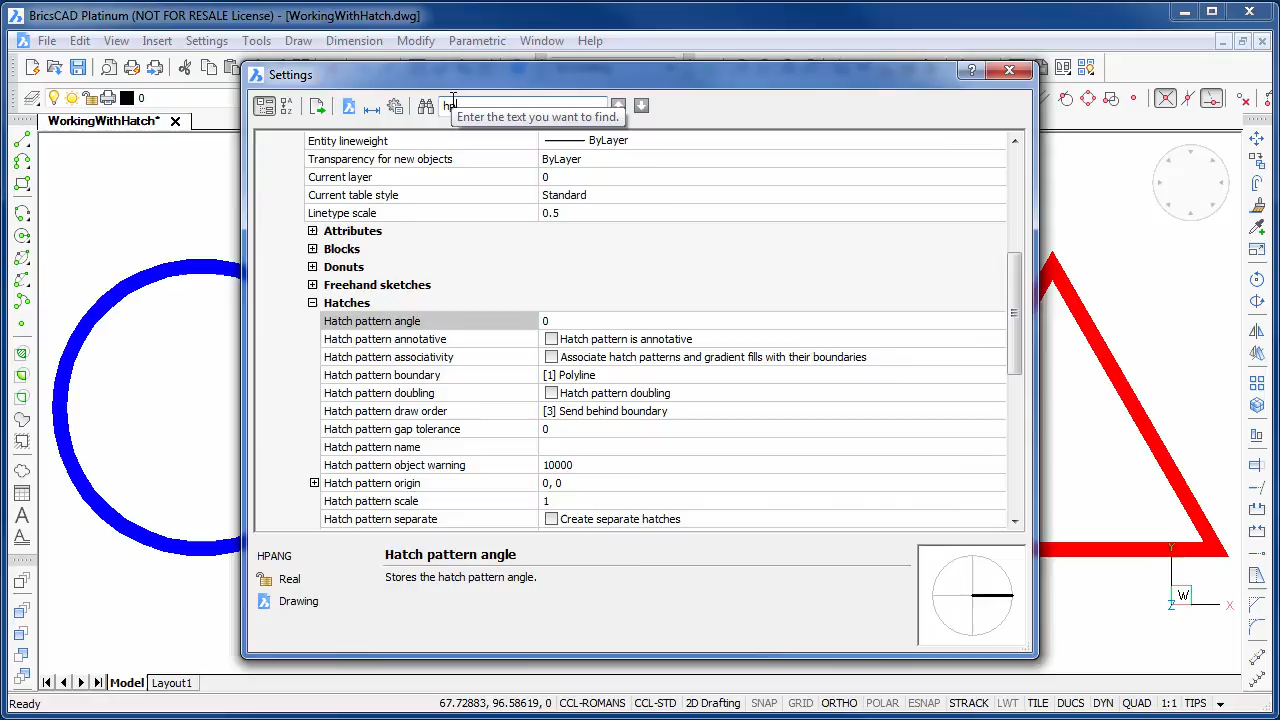 BricsCAD Platinum (NOT FOR RESALE License) - [WorkingWithHatch.dwg]
File Edit View Insert Settings Tools Draw Dimension Modify Parametric Window Help
Settings
0
hp
Enter the text you want to find.
WorkingWithHatch*
Entity lineweight ByLayer
Transparency for new objects ByLayer
Current layer 0
Current table style Standard
Linetype scale 0.5
Attributes
Blocks
Donuts
Freehand sketches
Hatches
Hatch pattern angle 0
Hatch pattern annotative Hatch pattern is annotative
Hatch pattern associativity Associate hatch patterns and gradient fills with their boundaries
Hatch pattern boundary [1] Polyline
Hatch pattern doubling Hatch pattern doubling
Hatch pattern draw order [3] Send behind boundary
Hatch pattern gap tolerance 0
Hatch pattern name
Hatch pattern object warning 10000
Hatch pattern origin 0, 0
Hatch pattern scale 1
Hatch pattern separate Create separate hatches
HPANG Hatch pattern angle
Real Stores the hatch pattern angle.
Drawing
Y
W
Z X
Model Layout1
Ready 67.72883, 96.58619, 0 CCL-ROMANS CCL-STD 2D Drafting SNAP GRID ORTHO POLAR ESNAP STRACK LWT TILE DUCS DYN QUAD 1:1 TIPS